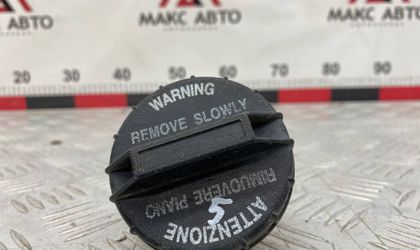 МАКС АВТО
МАКС АВТО
10 20 30 40 50 60 70 80 90
WARNING
REMOVE SLOWLY
RIMUOVERE PIANO
ATTENZIONE
5